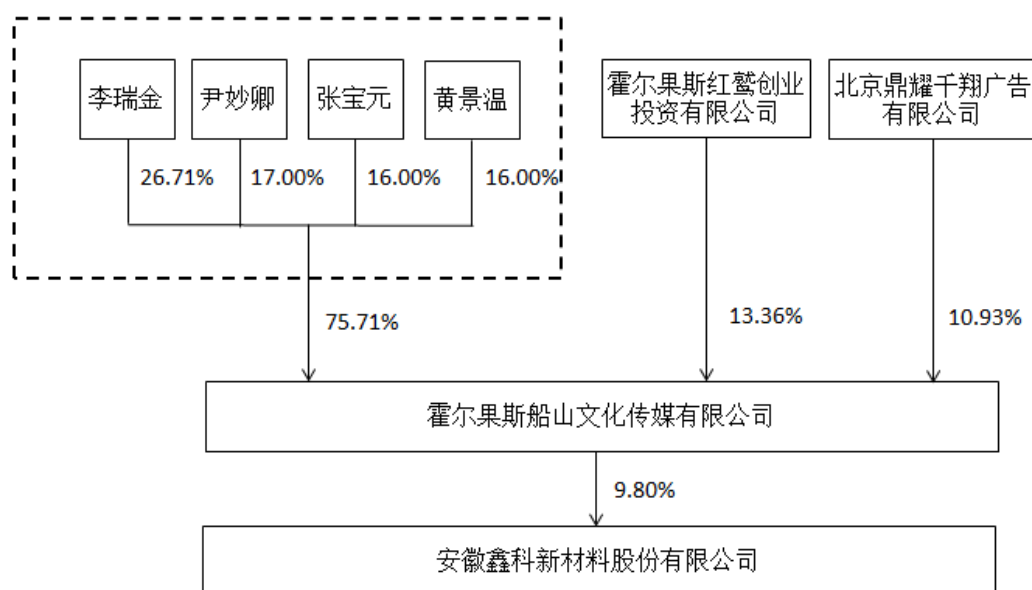 李瑞金
尹妙卿
张宝元
黄景温
霍尔果斯红鹫创业
投资有限公司
北京鼎耀千翔广告
有限公司
26.71%
17.00%
16.00%
16.00%
75.71%
13.36%
10.93%
霍尔果斯船山文化传媒有限公司
9.80%
安徽鑫科新材料股份有限公司